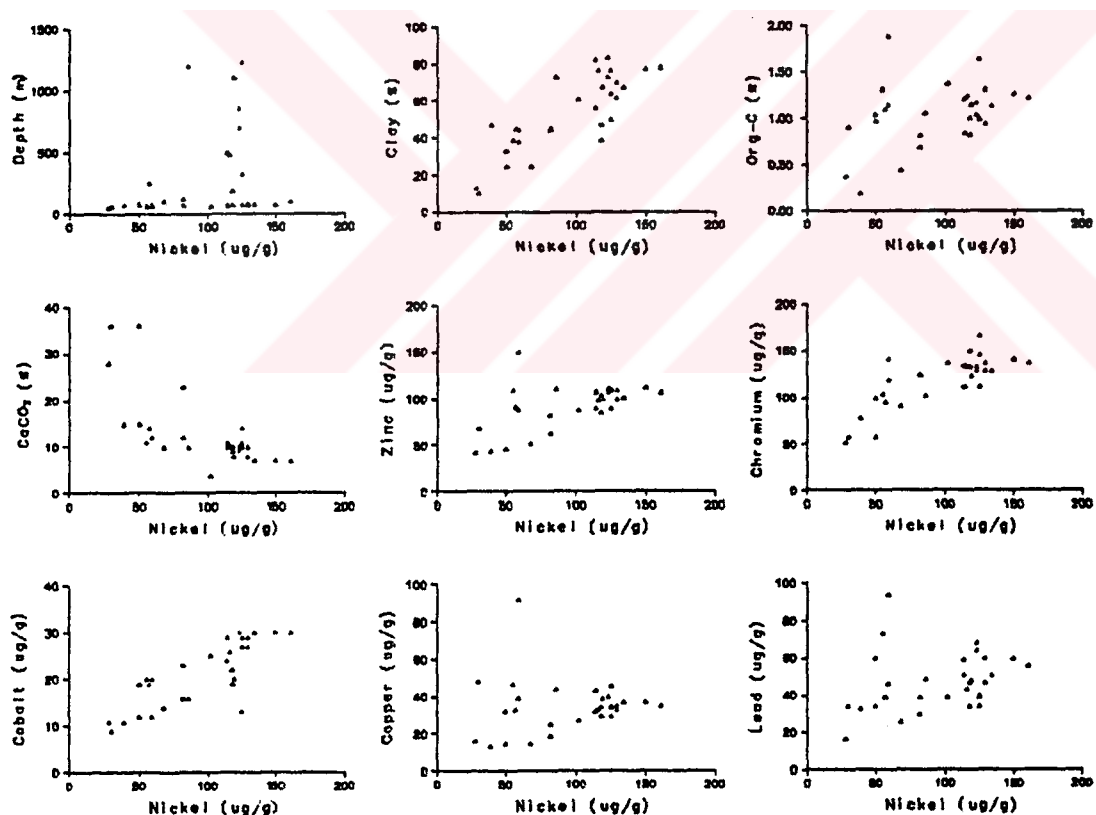 Depth (m)
1500
1000
500
0
0 50 100 150 200
Nickel (ug/g)
Clay (%)
100
80
60
40
20
0
0 50 100 150 200
Nickel (ug/g)
Org-C (%)
2.00
1.50
1.00
0.50
0.00
0 50 100 150 200
Nickel (ug/g)
CaCO₃ (%)
40
30
20
10
0
0 50 100 150 200
Nickel (ug/g)
Zinc (ug/g)
200
150
100
50
0
0 50 100 150 200
Nickel (ug/g)
Chromium (ug/g)
200
150
100
50
200
0 50 100 150 200
Nickel (ug/g)
Cobalt (ug/g)
40
30
20
10
0
0 50 100 150 200
Nickel (ug/g)
Copper (ug/g)
100
80
60
40
20
0
0 50 100 150 200
Nickel (ug/g)
Lead (ug/g)
100
80
60
40
20
0
0 50 100 150 200
Nickel (ug/g)